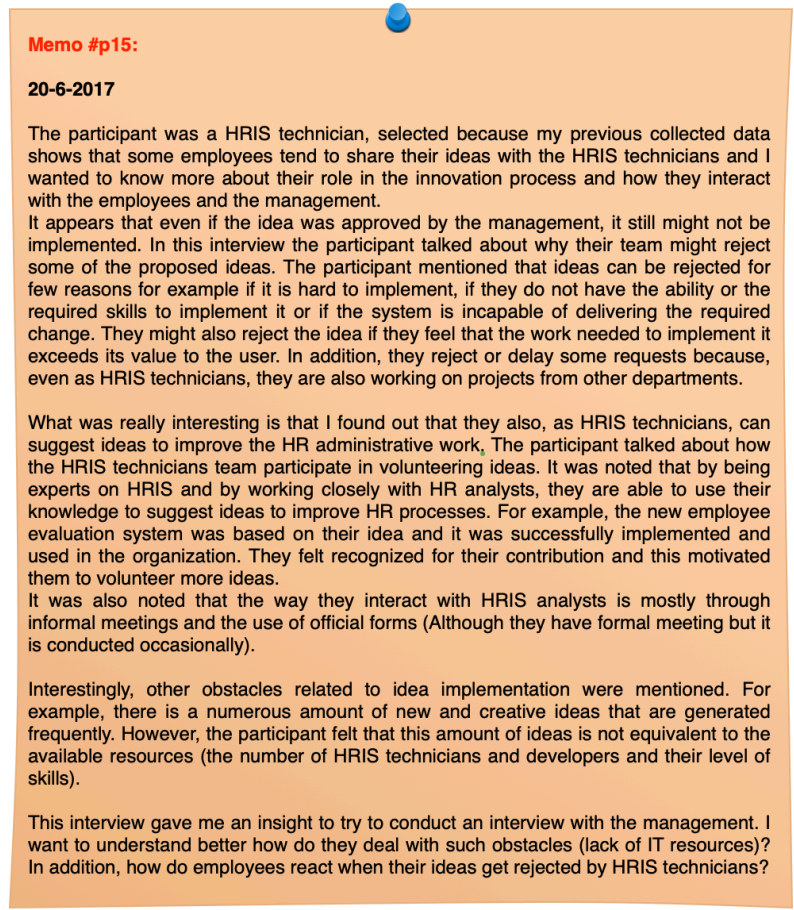 Memo #p15:
20-6-2017
The participant was a HRIS technician, selected because my previous collected data
shows that some employees tend to share their ideas with the HRIS technicians and I
wanted to know more about their role in the innovation process and how they interact
with the employees and the management.
It appears that even if the idea was approved by the management, it still might not be
implemented. In this interview the participant talked about why their team might reject
some of the proposed ideas. The participant mentioned that ideas can be rejected for
few reasons for example if it is hard to implement, if they do not have the ability or the
required skills to implement it or if the system is incapable of delivering the required
change. They might also reject the idea if they feel that the work needed to implement it
exceeds its value to the user. In addition, they reject or delay some requests because,
even as HRIS technicians, they are also working on projects from other departments.
What was really interesting is that I found out that they also, as HRIS technicians, can
suggest ideas to improve the HR administrative work. The participant talked about how
the HRIS technicians team participate in volunteering ideas. It was noted that by being
experts on HRIS and by working closely with HR analysts, they are able to use their
knowledge to suggest ideas to improve HR processes. For example, the new employee
evaluation system was based on their idea and it was successfully implemented and
used in the organization. They felt recognized for their contribution and this motivated
them to volunteer more ideas.
It was also noted that the way they interact with HRIS analysts is mostly through
informal meetings and the use of official forms (Although they have formal meeting but it
is conducted occasionally).
Interestingly, other obstacles related to idea implementation were mentioned. For
example, there is a numerous amount of new and creative ideas that are generated
frequently. However, the participant felt that this amount of ideas is not equivalent to the
available resources (the number of HRIS technicians and developers and their level of
skills).
This interview gave me an insight to try to conduct an interview with the management. I
want to understand better how do they deal with such obstacles (lack of IT resources)?
In addition, how do employees react when their ideas get rejected by HRIS technicians?